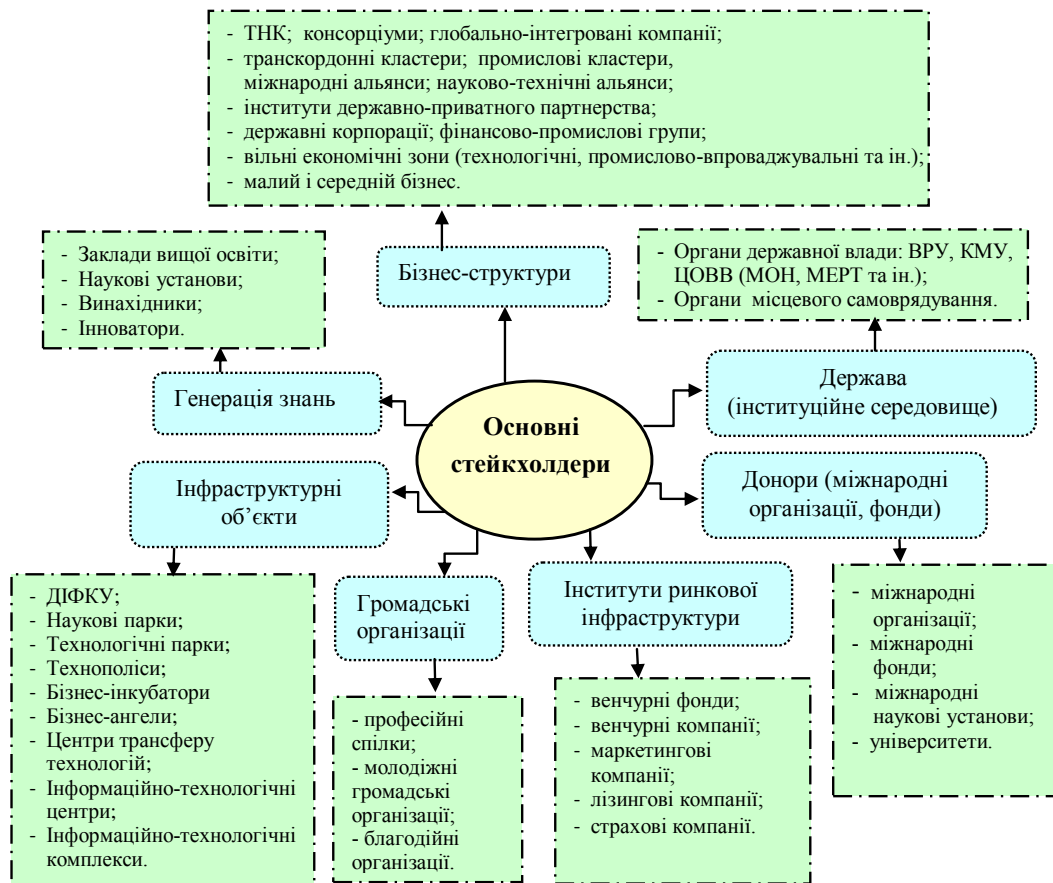 - ТНК; консорціуми; глобально-інтегровані компанії;
- транскордонні кластери; промислові кластери,
міжнародні альянси; науково-технічні альянси;
- інститути державно-приватного партнерства;
- державні корпорації; фінансово-промислові групи;
- вільні економічні зони (технологічні, промислово-впроваджувальні та ін.);
- малий і середній бізнес.
- Заклади вищої освіти;
- Наукові установи;
- Винахідники;
- Інноватори.
Бізнес-структури
- Органи державної влади: ВРУ, КМУ,
ЦОВВ (МОН, МЕРТ та ін.);
- Органи місцевого самоврядування.
Генерація знань
Держава
(інституційне середовище)
Основні
стейкхолдери
Інфраструктурні
об’єкти
Донори (міжнародні
організації, фонди)
Громадські
організації
Інститути ринкової
інфраструктури
- ДІФКУ;
- Наукові парки;
- Технологічні парки;
- Технополіси;
- Бізнес-інкубатори
- Бізнес-ангели;
- Центри трансферу
технологій;
- Інформаційно-технологічні
центри;
- Інформаційно-технологічні
комплекси.
- професійні
спілки;
- молодіжні
громадські
організації;
- благодійні
організації.
- венчурні фонди;
- венчурні компанії;
- маркетингові
компанії;
- лізингові компанії;
- страхові компанії.
- міжнародні
організації;
- міжнародні
фонди;
- міжнародні
наукові установи;
- університети.